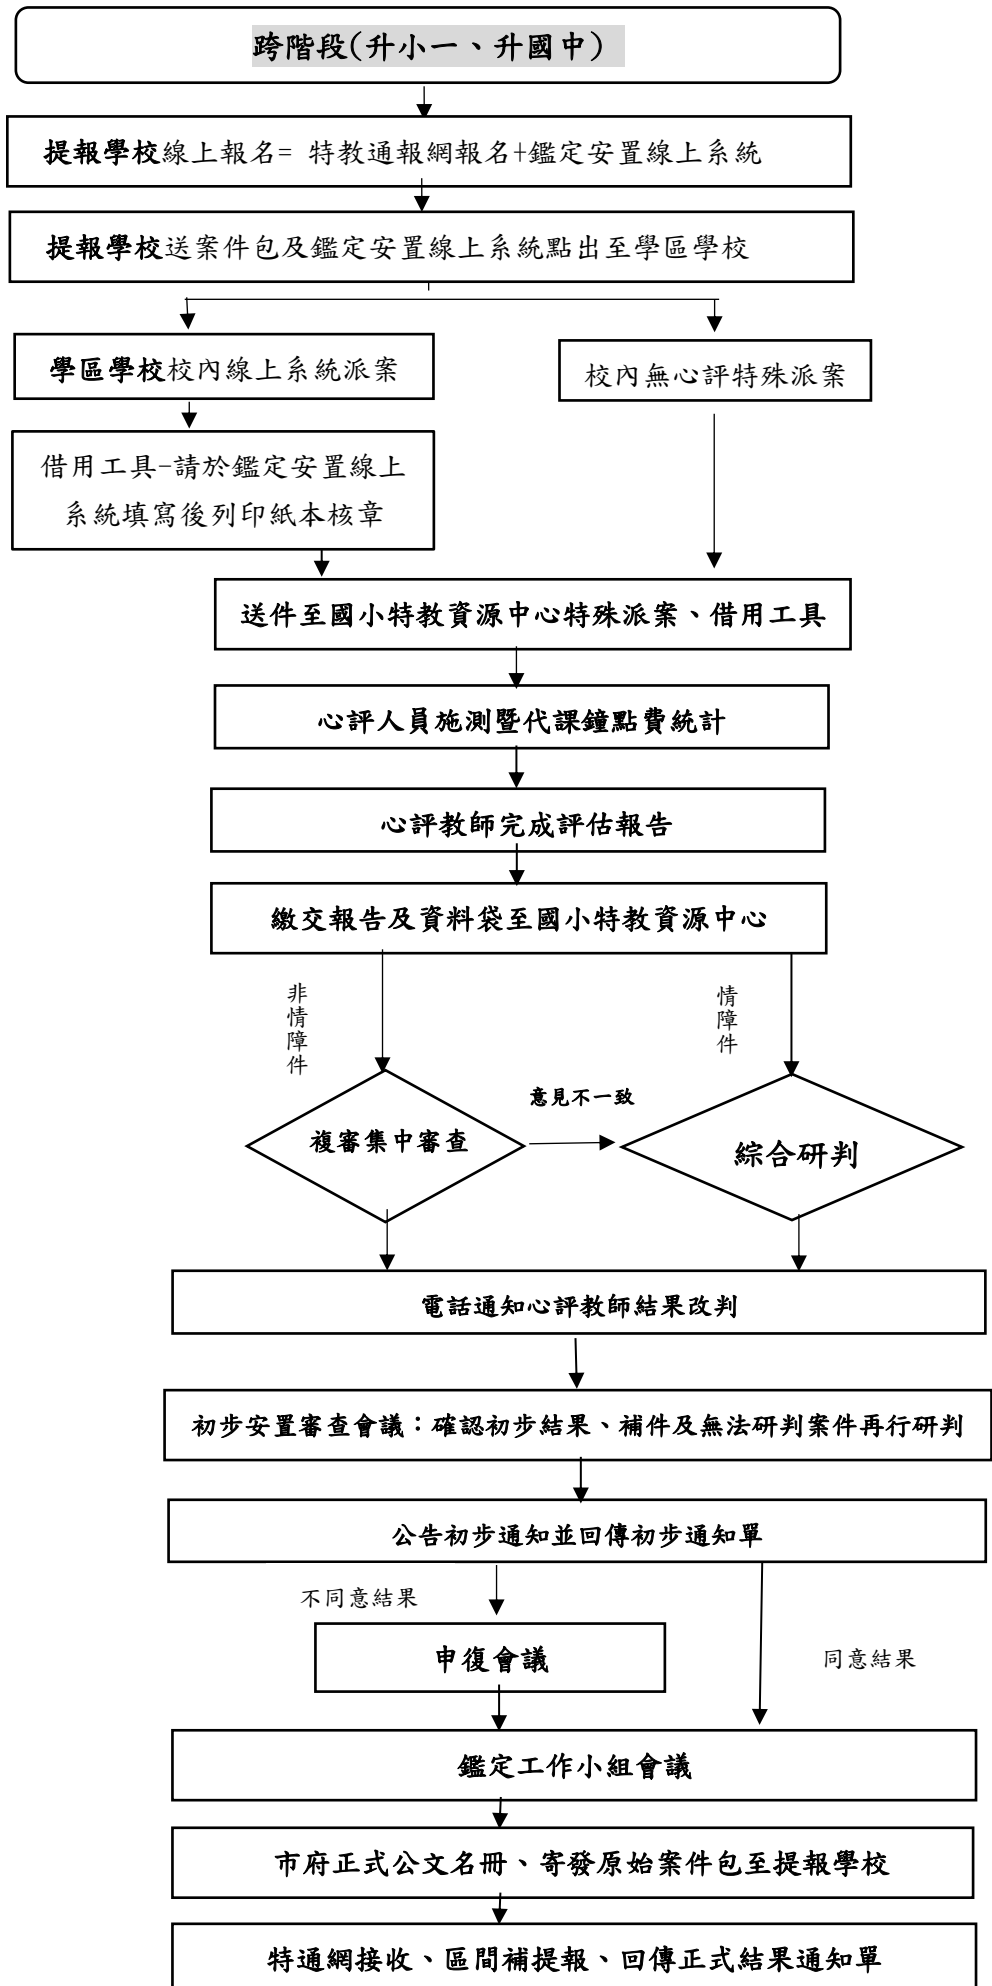 跨階段(升小一、升國中)
提報學校線上報名= 特教通報網報名+鑑定安置線上系統
提報學校送案件包及鑑定安置線上系統點出至學區學校
學區學校校內線上系統派案
校內無心評特殊派案
借用工具-請於鑑定安置線上
系統填寫後列印紙本核章
送件至國小特教資源中心特殊派案、借用工具
心評人員施測暨代課鐘點費統計
心評教師完成評估報告
繳交報告及資料袋至國小特教資源中心
非情障件
情障件
意見不一致
複審集中審查
綜合研判
電話通知心評教師結果改判
初步安置審查會議：確認初步結果、補件及無法研判案件再行研判
公告初步通知並回傳初步通知單
不同意結果
申復會議
同意結果
鑑定工作小組會議
市府正式公文名冊、寄發原始案件包至提報學校
特通網接收、區間補提報、回傳正式結果通知單